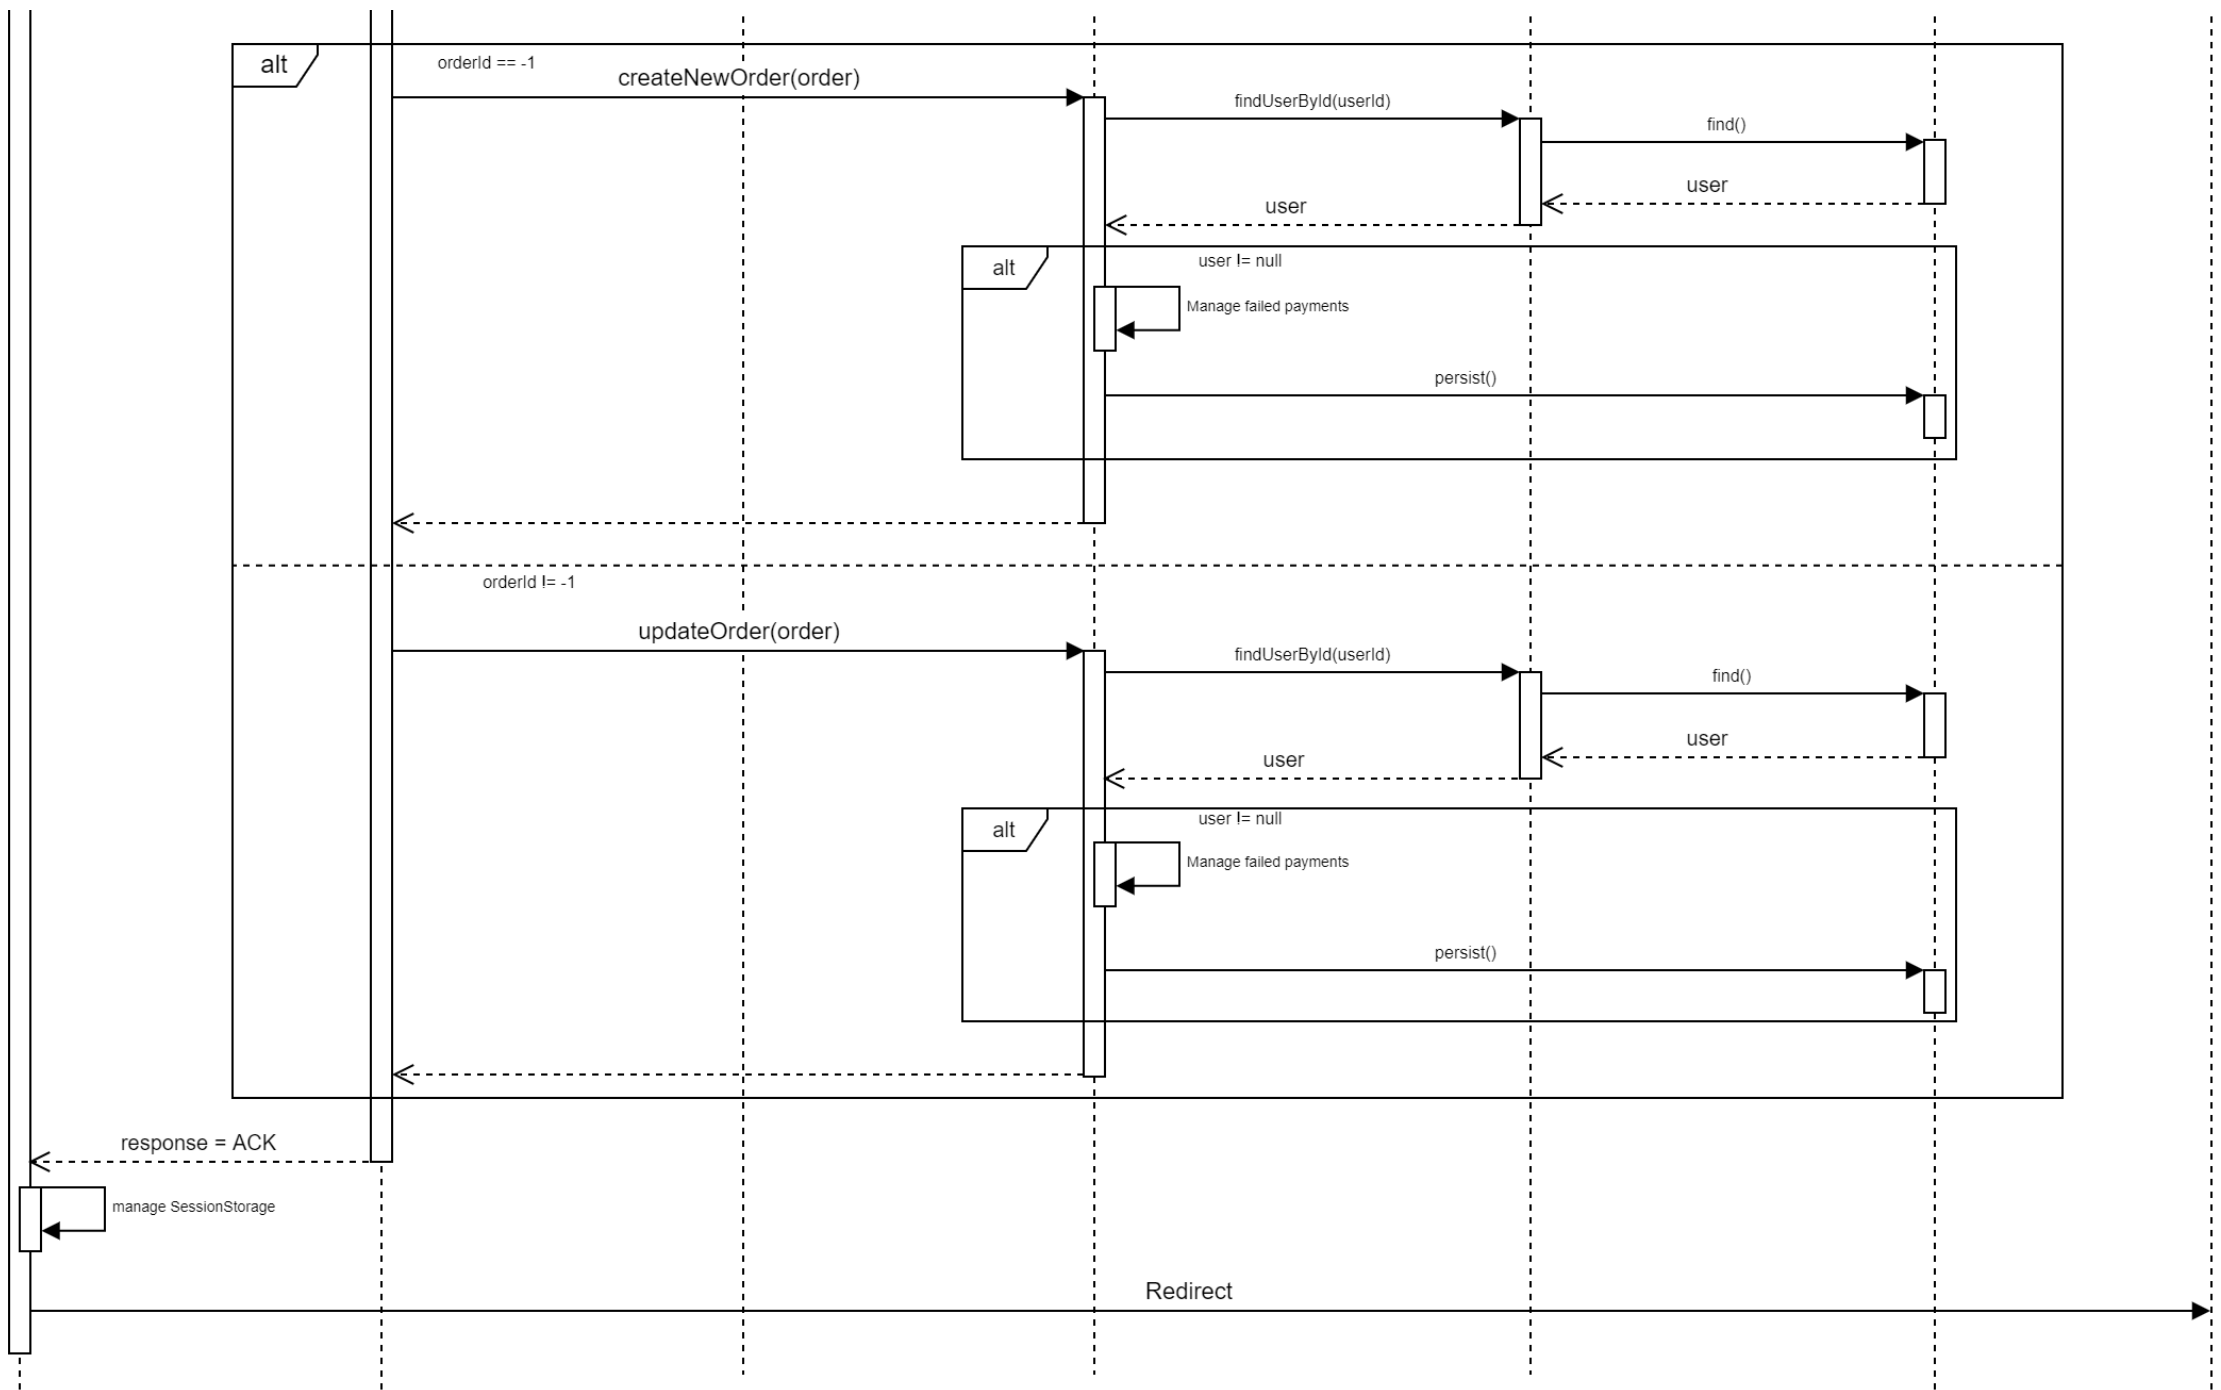 alt
orderId == -1
createNewOrder(order)
findUserById(userId)
find()
user
user
alt
user != null
Manage failed payments
persist()
orderId != -1
updateOrder(order)
findUserById(userId)
find()
user
user
alt
user != null
Manage failed payments
persist()
response = ACK
manage SessionStorage
Redirect